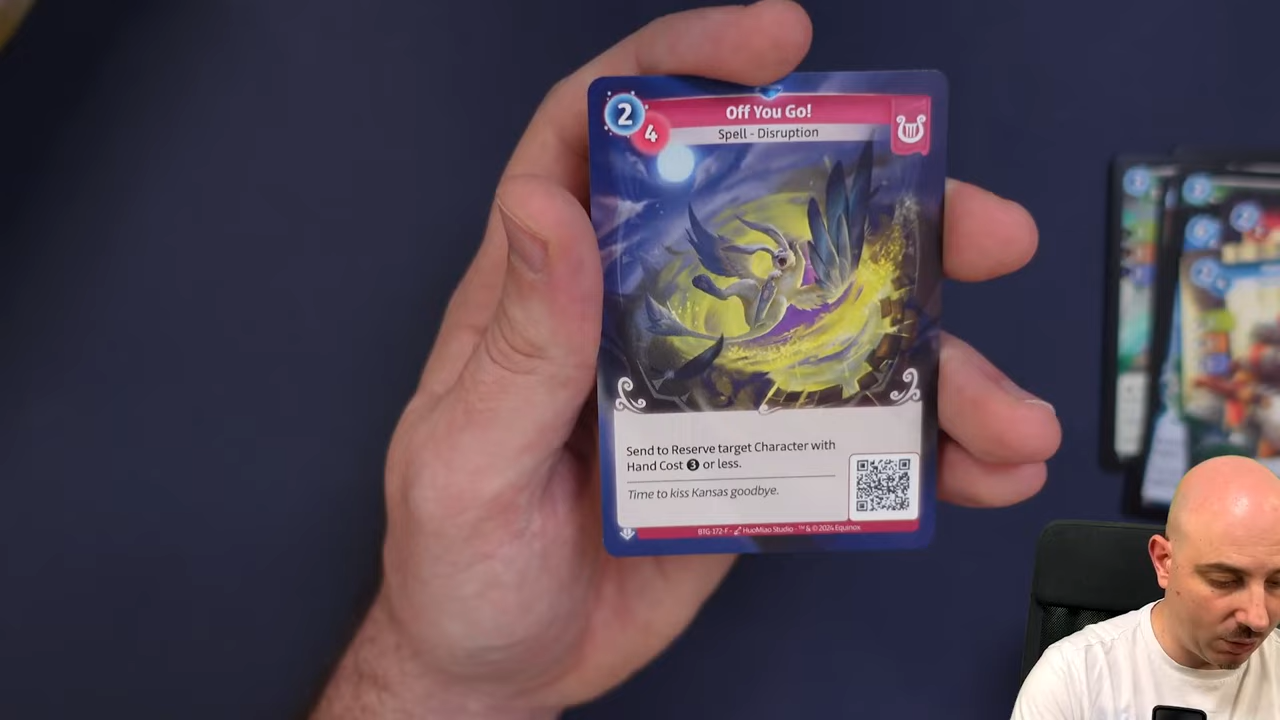 2
Off You Go!
4
Spell - Disruption
Send to Reserve target Character with
Hand Cost 3 or less.
Time to kiss Kansas goodbye.
BTG-172-F - HuoMiao Studio - ™ & © 2024 Equinox